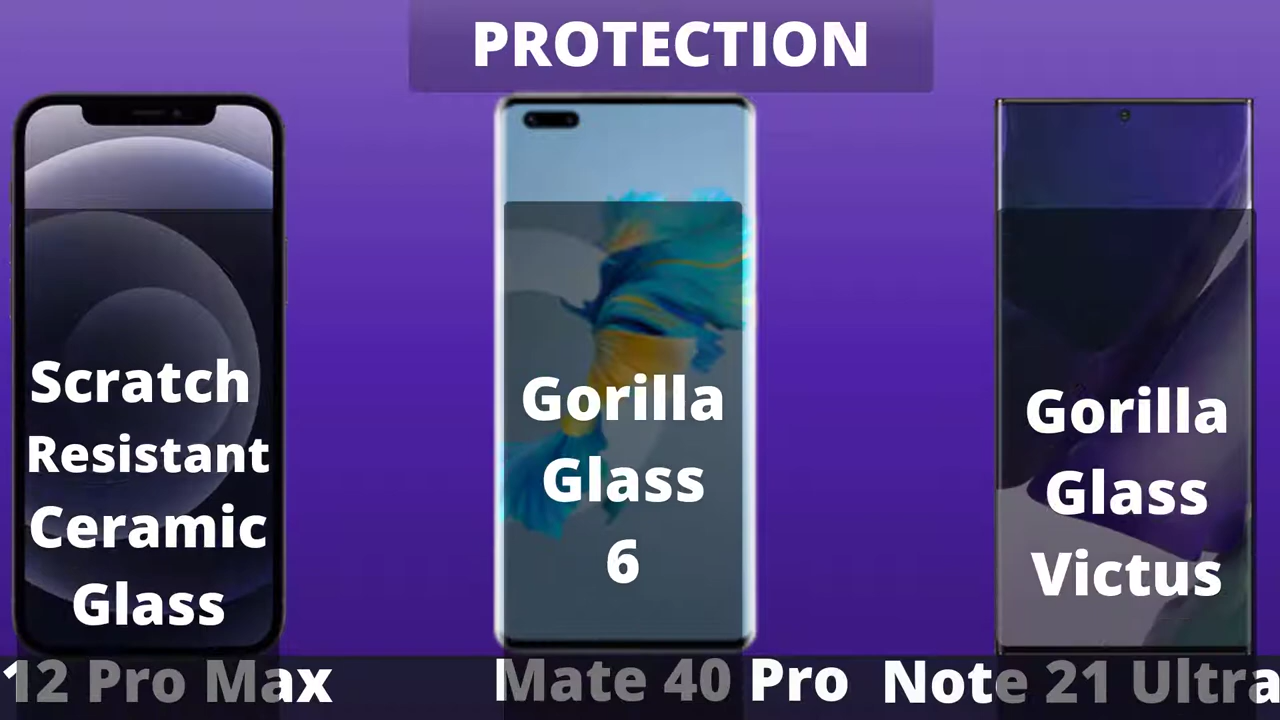 PROTECTION
Scratch
Resistant
Ceramic
Glass
Gorilla
Glass
6
Gorilla
Glass
Victus
12 Pro Max
Mate 40 Pro
Note 21 Ultra